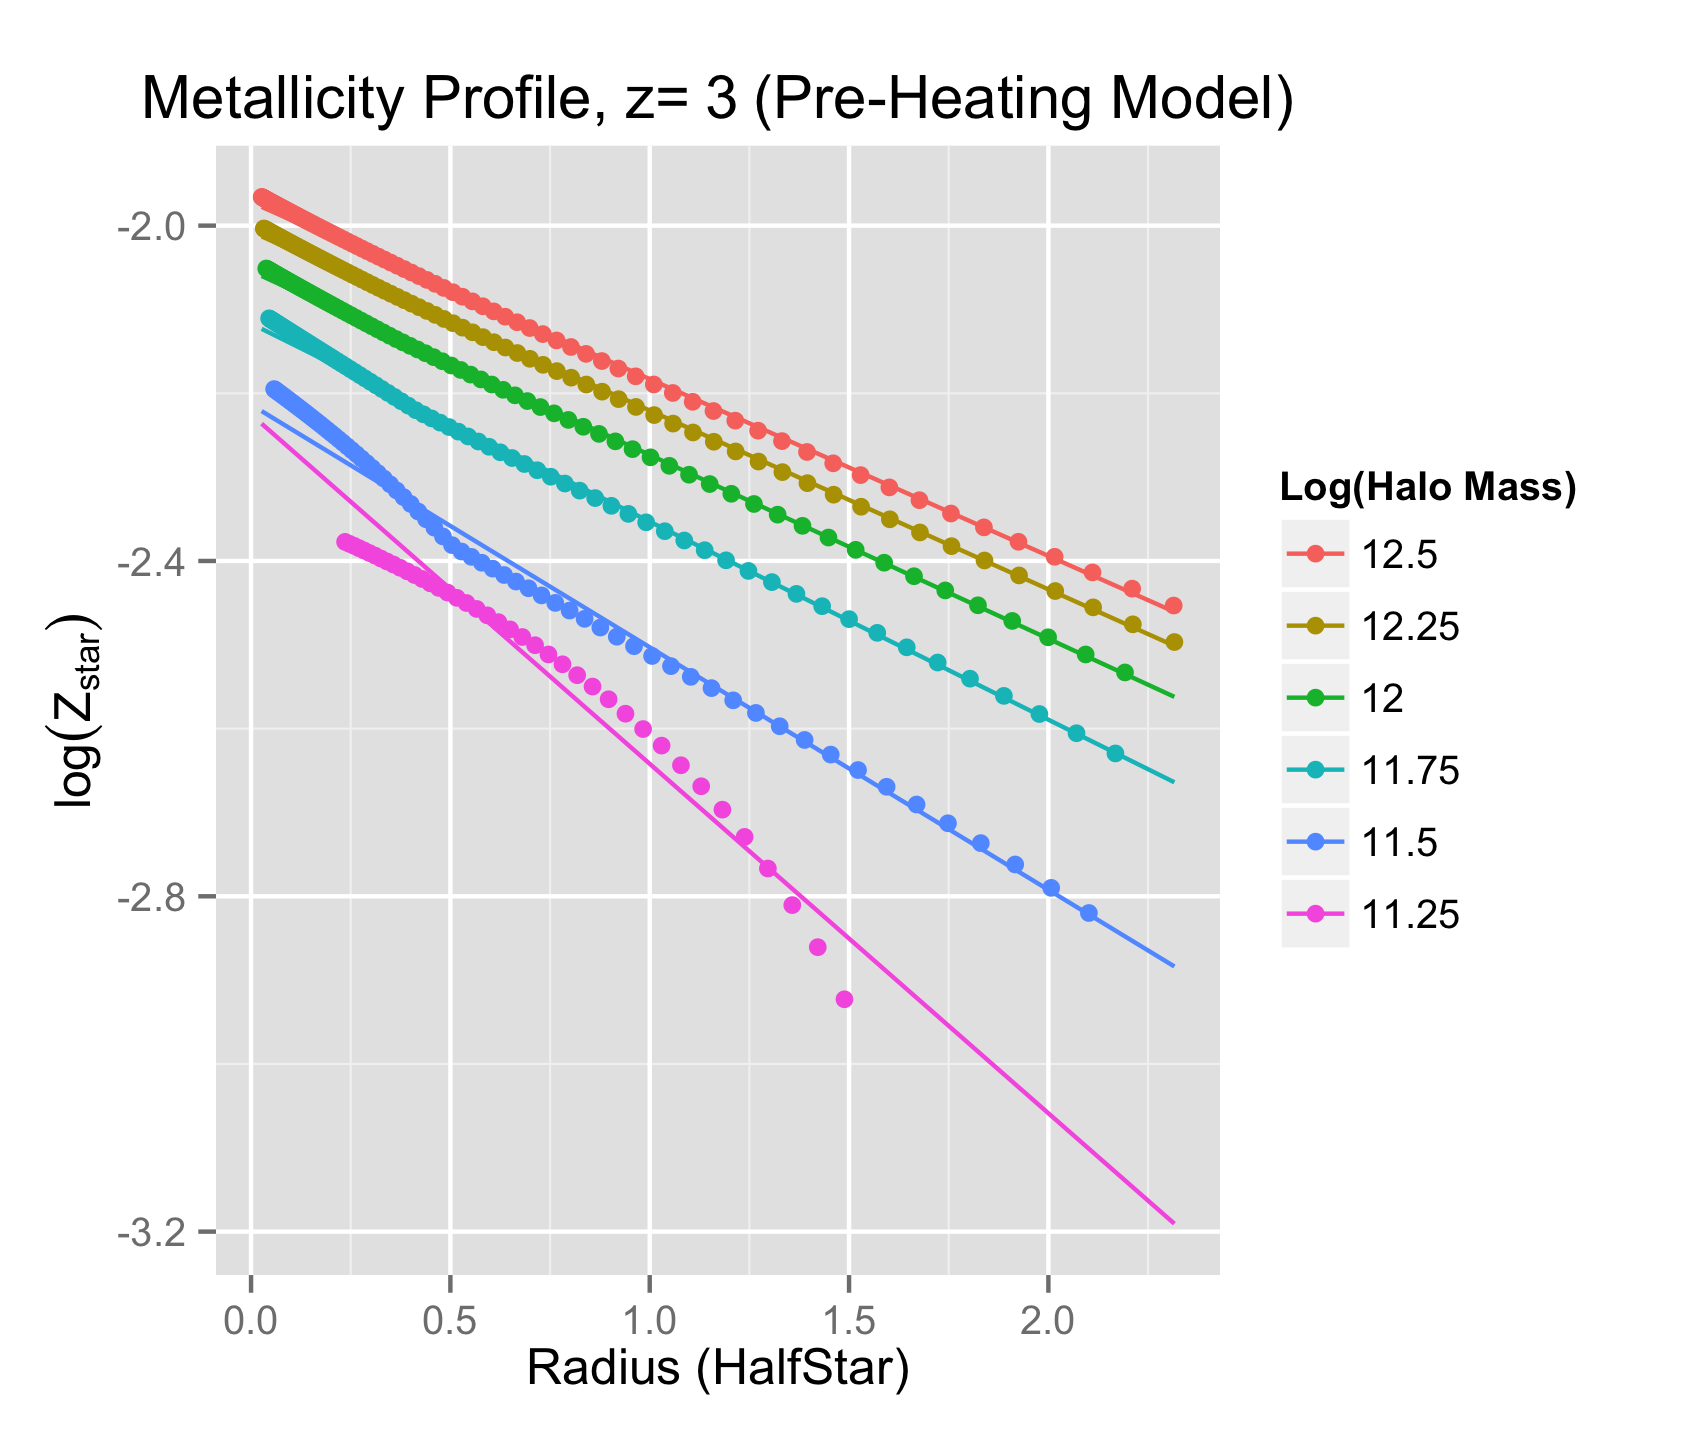 Metallicity Profile, z= 3 (Pre-Heating Model)
-2.0
-2.4
-2.8
-3.2
log(Zstar)
0.0 0.5 1.0 1.5 2.0
Radius (HalfStar)
Log(Halo Mass)
12.5
12.25
12
11.75
11.5
11.25